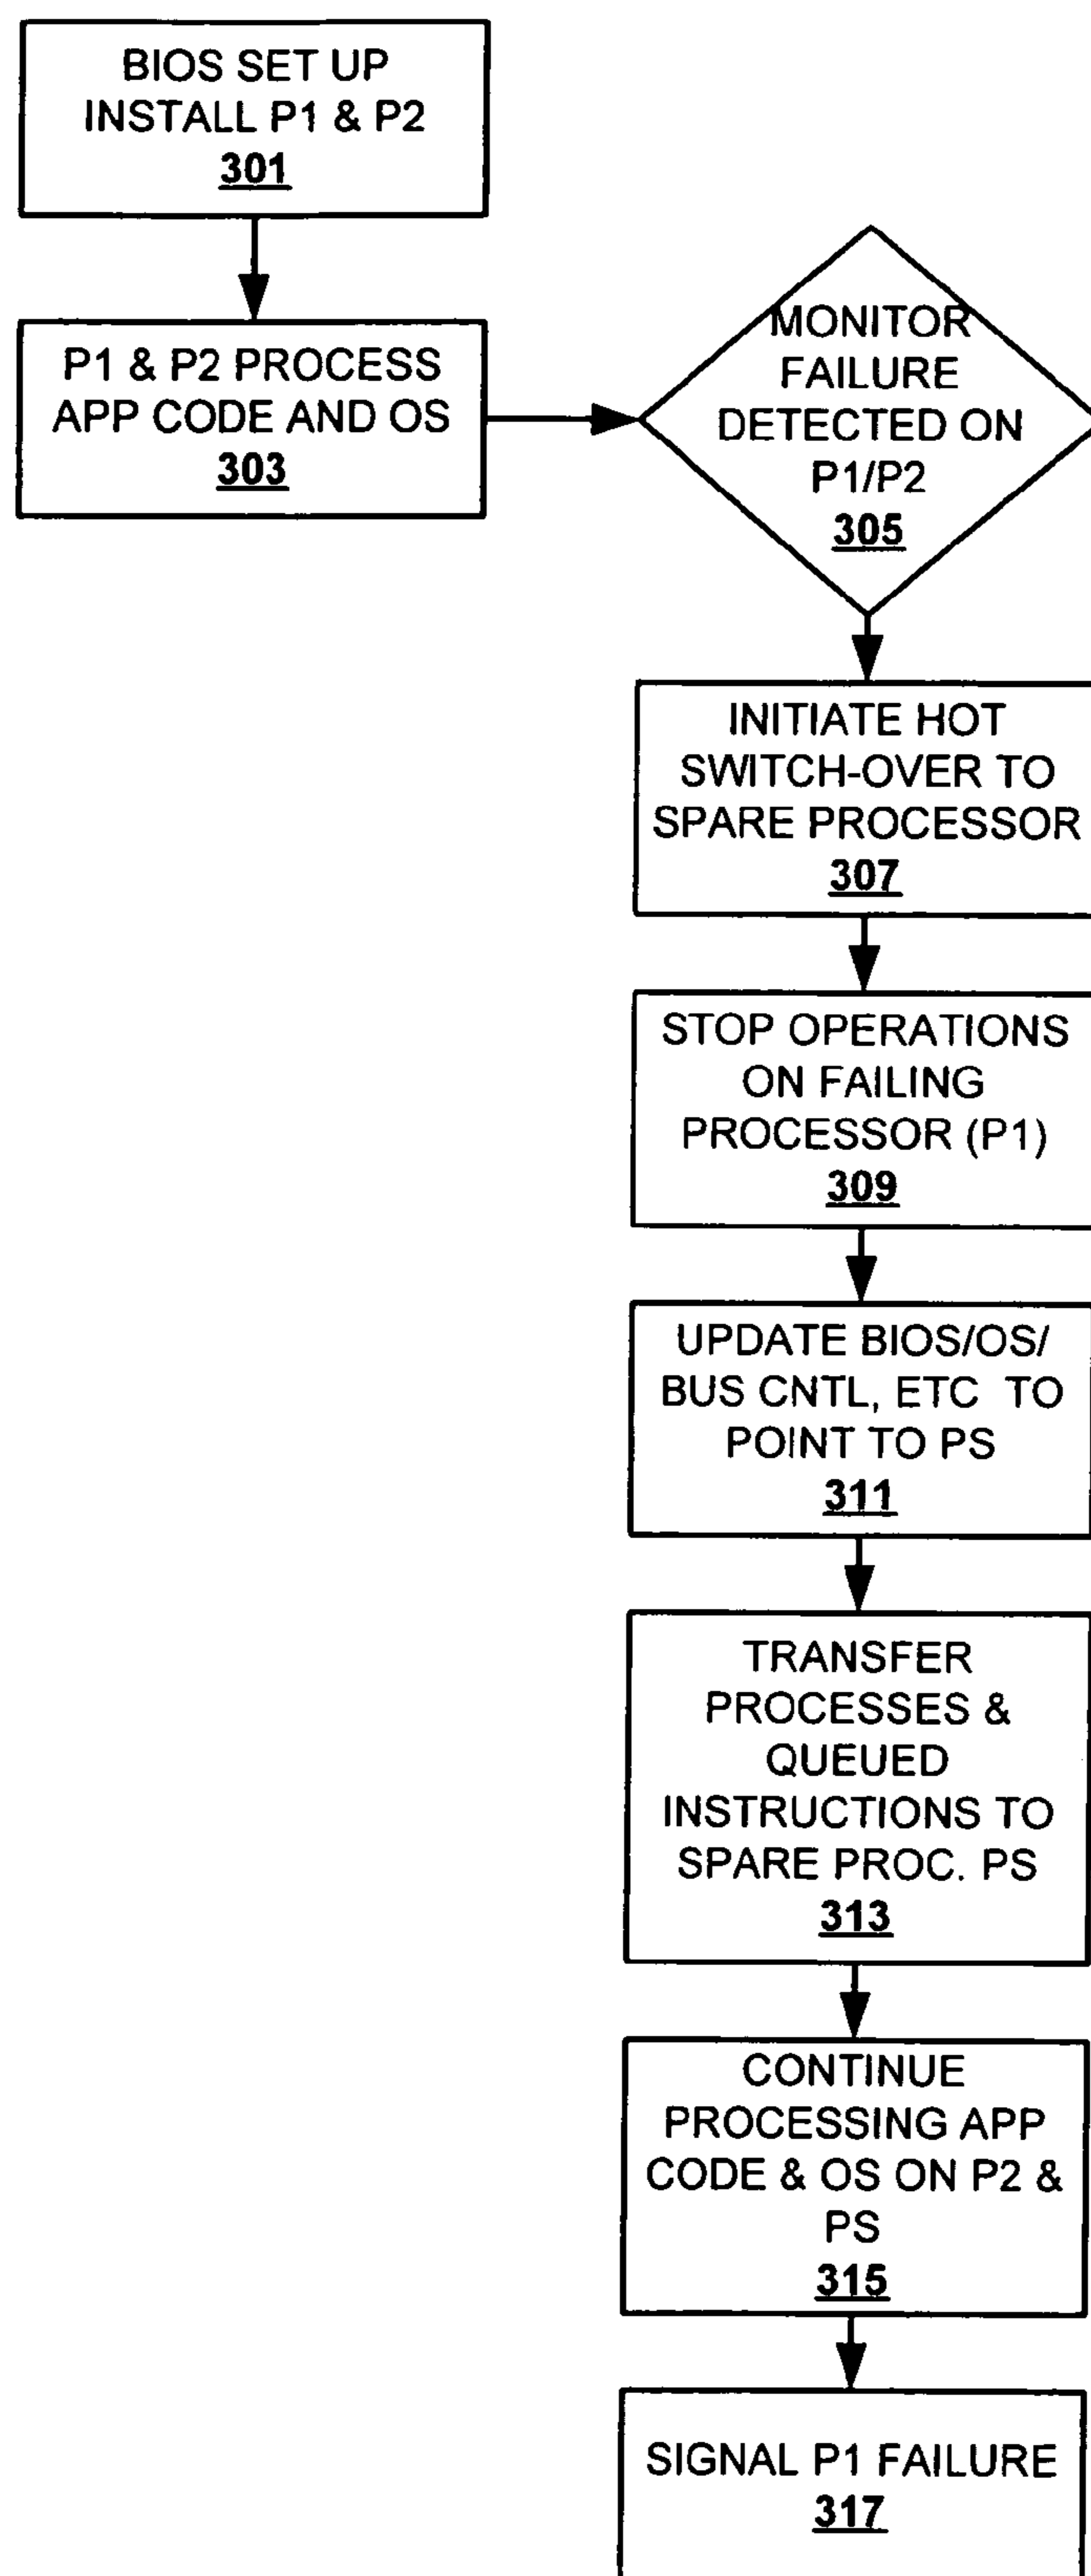 BIOS SET UP
INSTALL P1 & P2
301
P1 & P2 PROCESS
APP CODE AND OS
303
MONITOR
FAILURE
DETECTED ON
P1/P2
305
INITIATE HOT
SWITCH-OVER TO
SPARE PROCESSOR
307
STOP OPERATIONS
ON FAILING
PROCESSOR (P1)
309
UPDATE BIOS/OS/
BUS CNTL, ETC TO
POINT TO PS
311
TRANSFER
PROCESSES &
QUEUED
INSTRUCTIONS TO
SPARE PROC. PS
313
CONTINUE
PROCESSING APP
CODE & OS ON P2 &
PS
315
SIGNAL P1 FAILURE
317